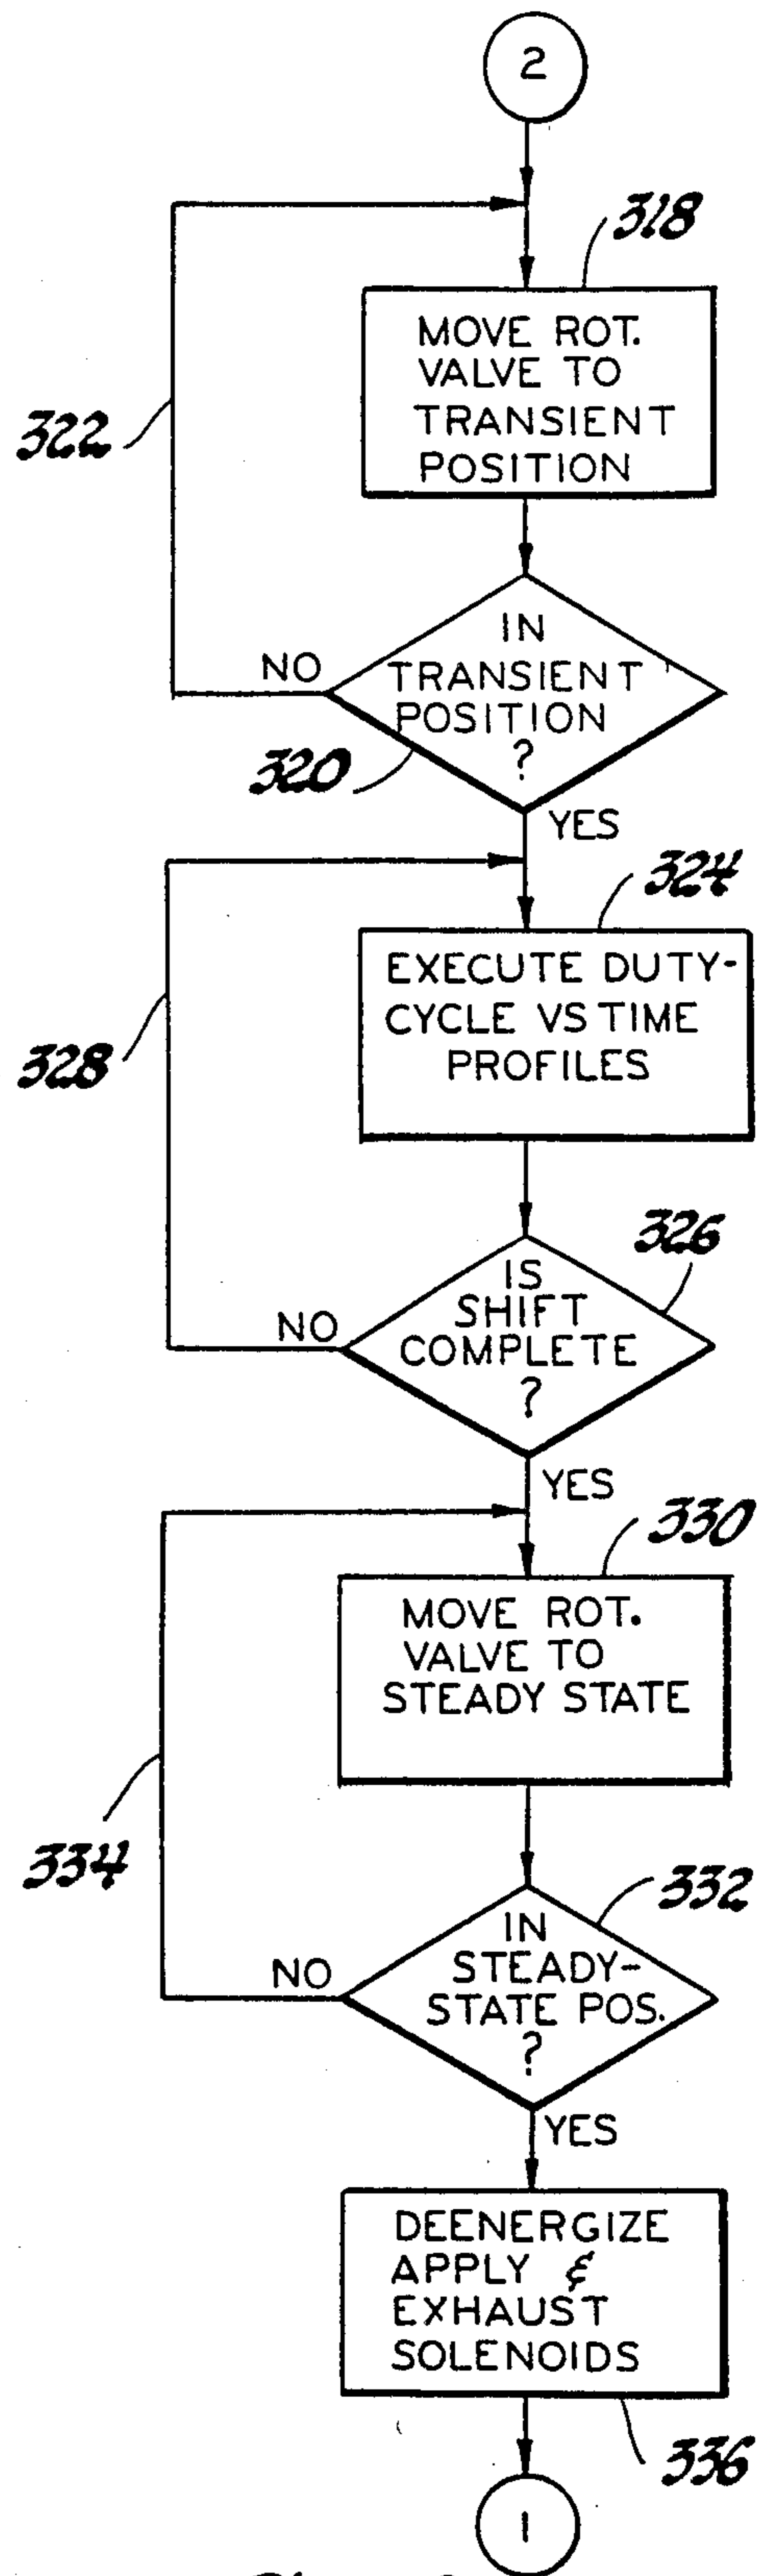 2
318
MOVE ROT.
VALVE TO
TRANSIENT
POSITION
322
IN
NO
TRANSIENT
POSITION
?
320
YES
324
EXECUTE DUTY-
CYCLE VS TIME
PROFILES
328
326
IS
SHIFT
NO
COMPLETE
?
YES
330
MOVE ROT.
VALVE TO
STEADY STATE
334
332
IN
STEADY-
NO
STATE POS.
?
YES
DEENERGIZE
APPLY &
EXHAUST
SOLENOIDS
336
1